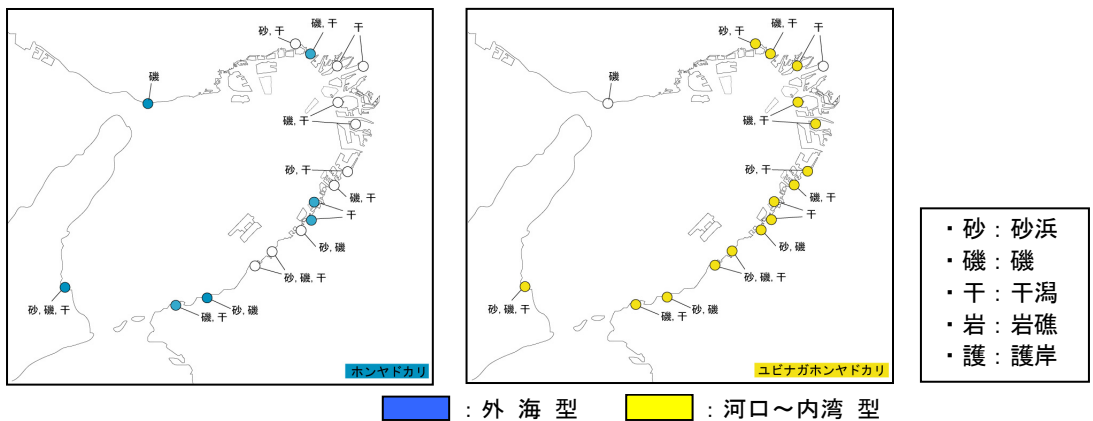 砂, 干
磯, 干
干
磯
磯, 干
砂, 干
磯, 干
干
砂, 磯
砂, 磯, 干
砂, 磯
磯, 干
砂, 磯, 干
ホンヤドカリ
砂, 干
磯, 干
干
磯
磯, 干
砂, 干
磯, 干
干
砂, 磯
砂, 磯, 干
砂, 磯
磯, 干
砂, 磯, 干
ユビナガホンヤドカリ
・砂：砂浜
・磯：磯
・干：干潟
・岩：岩礁
・護：護岸
：外 海 型
：河口～内湾 型